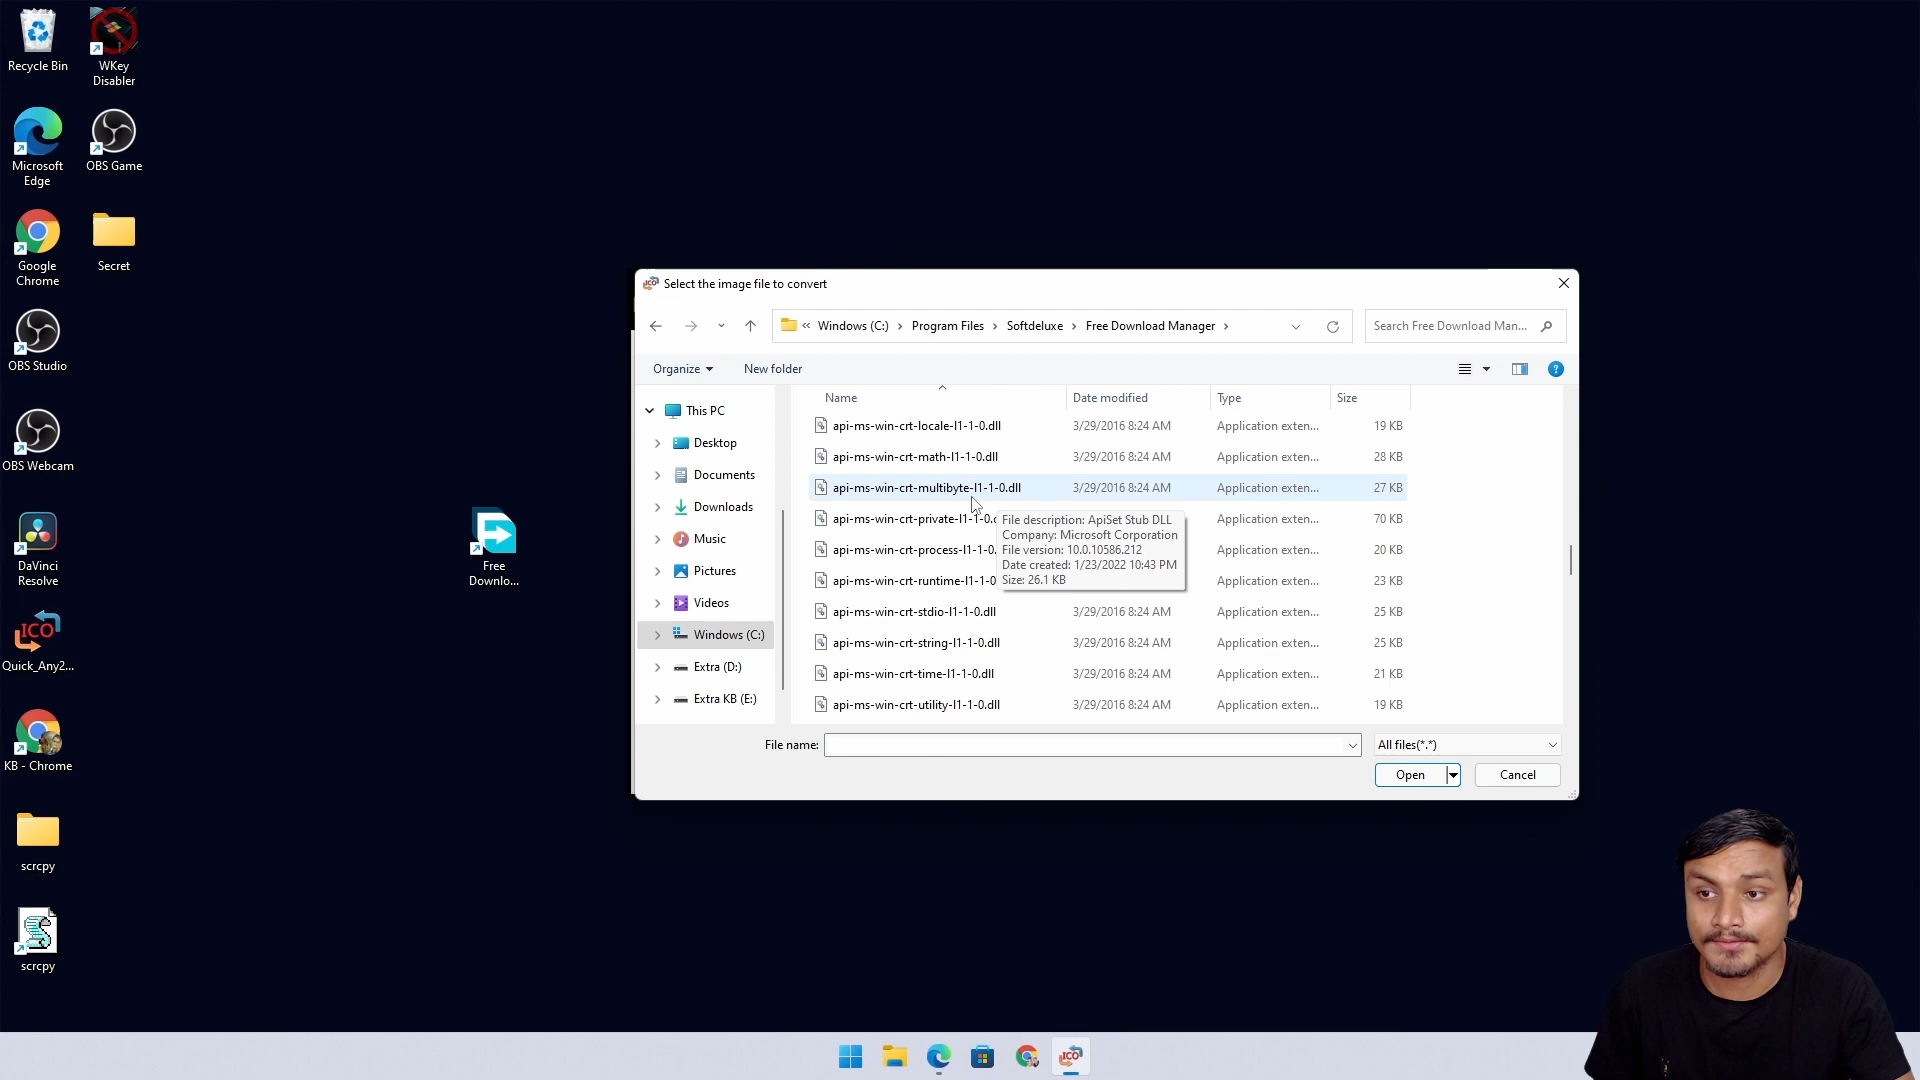 Recycle Bin
WKey
Disabler
Microsoft
Edge
OBS Game
Google
Chrome
Secret
OBS Studio
OBS Webcam
DaVinci
Resolve
Free
Downlo...
ICO
Quick_Any2...
KB - Chrome
scrcpy
scrcpy
ICO
Select the image file to convert
« Windows (C:) › Program Files › Softdeluxe › Free Download Manager ›
Search Free Download Man...
Organize
New folder
?
This PC
Desktop
Documents
Downloads
Music
Pictures
Videos
Windows (C:)
Extra (D:)
Extra KB (E:)
Name Date modified Type Size
api-ms-win-crt-locale-l1-1-0.dll 3/29/2016 8:24 AM Application exten... 19 KB
api-ms-win-crt-math-l1-1-0.dll 3/29/2016 8:24 AM Application exten... 28 KB
api-ms-win-crt-multibyte-l1-1-0.dll 3/29/2016 8:24 AM Application exten... 27 KB
api-ms-win-crt-private-l1-1-0.d Application exten... 70 KB
api-ms-win-crt-process-l1-1-0. Application exten... 20 KB
api-ms-win-crt-runtime-l1-1-0 Application exten... 23 KB
api-ms-win-crt-stdio-l1-1-0.dll 3/29/2016 8:24 AM Application exten... 25 KB
api-ms-win-crt-string-l1-1-0.dll 3/29/2016 8:24 AM Application exten... 25 KB
api-ms-win-crt-time-l1-1-0.dll 3/29/2016 8:24 AM Application exten... 21 KB
api-ms-win-crt-utility-l1-1-0.dll 3/29/2016 8:24 AM Application exten... 19 KB
File description: ApiSet Stub DLL
Company: Microsoft Corporation
File version: 10.0.10586.212
Date created: 1/23/2022 10:43 PM
Size: 26.1 KB
File name:
All files(*.*)
Open
Cancel
ICO